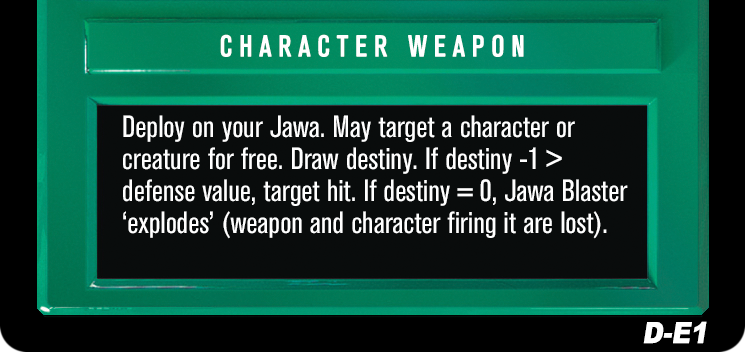 CHARACTER WEAPON
Deploy on your Jawa. May target a character or
creature for free. Draw destiny. If destiny -1 >
defense value, target hit. If destiny = 0, Jawa Blaster
‘explodes’ (weapon and character firing it are lost).
D-E1